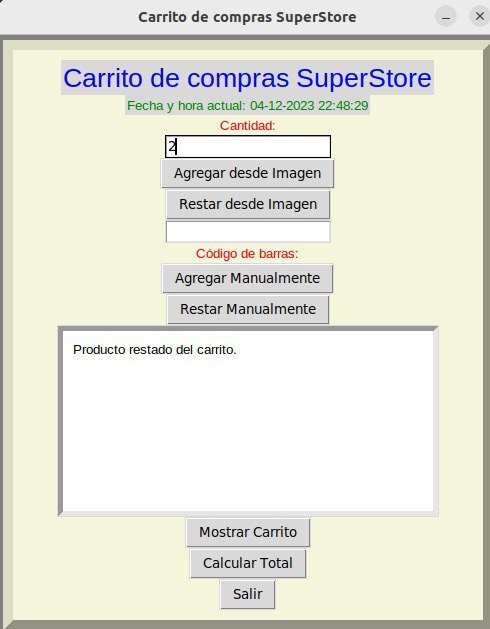 Carrito de compras SuperStore
Carrito de compras SuperStore
Fecha y hora actual: 04-12-2023 22:48:29
Cantidad:
2
Agregar desde Imagen
Restar desde Imagen
Código de barras:
Agregar Manualmente
Restar Manualmente
Producto restado del carrito.
Mostrar Carrito
Calcular Total
Salir